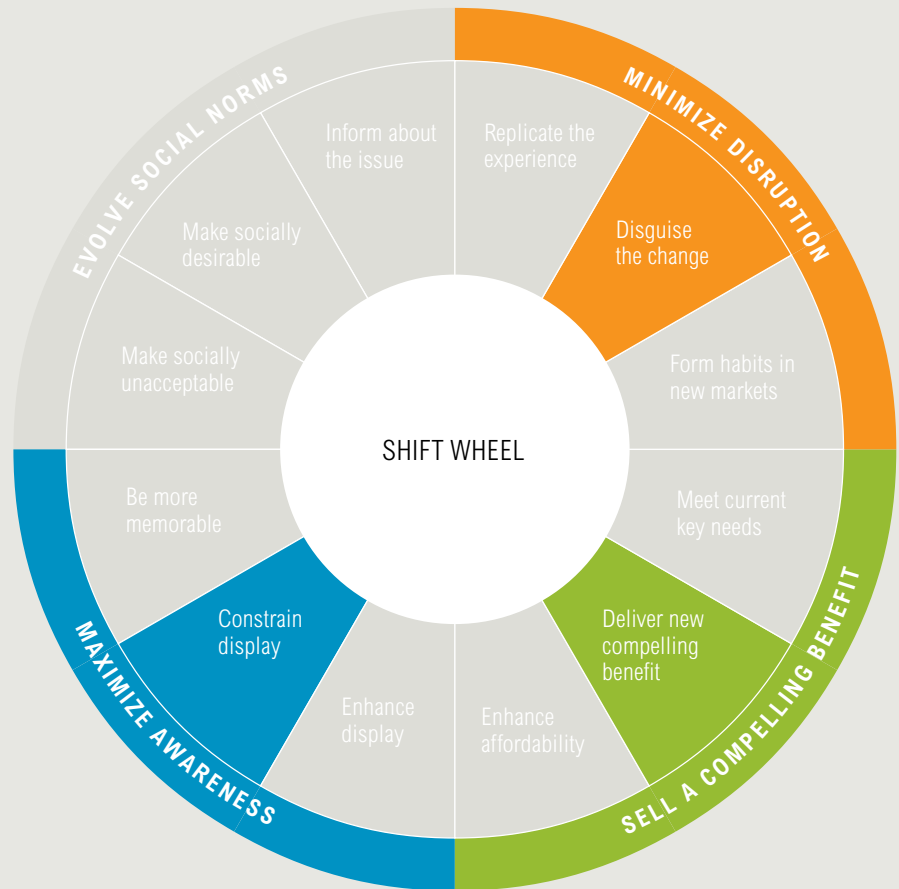 EVOLVE SOCIAL NORMS
MINIMIZE DISRUPTION
Inform about
the issue
Replicate the
experience
Make socially
desirable
Disguise
the change
Make socially
unacceptable
Form habits in
new markets
SHIFT WHEEL
Be more
memorable
Meet current
key needs
Constrain
display
Deliver new
compelling
benefit
Enhance
display
Enhance
affordability
MAXIMIZE AWARENESS
SELL A COMPELLING BENEFIT